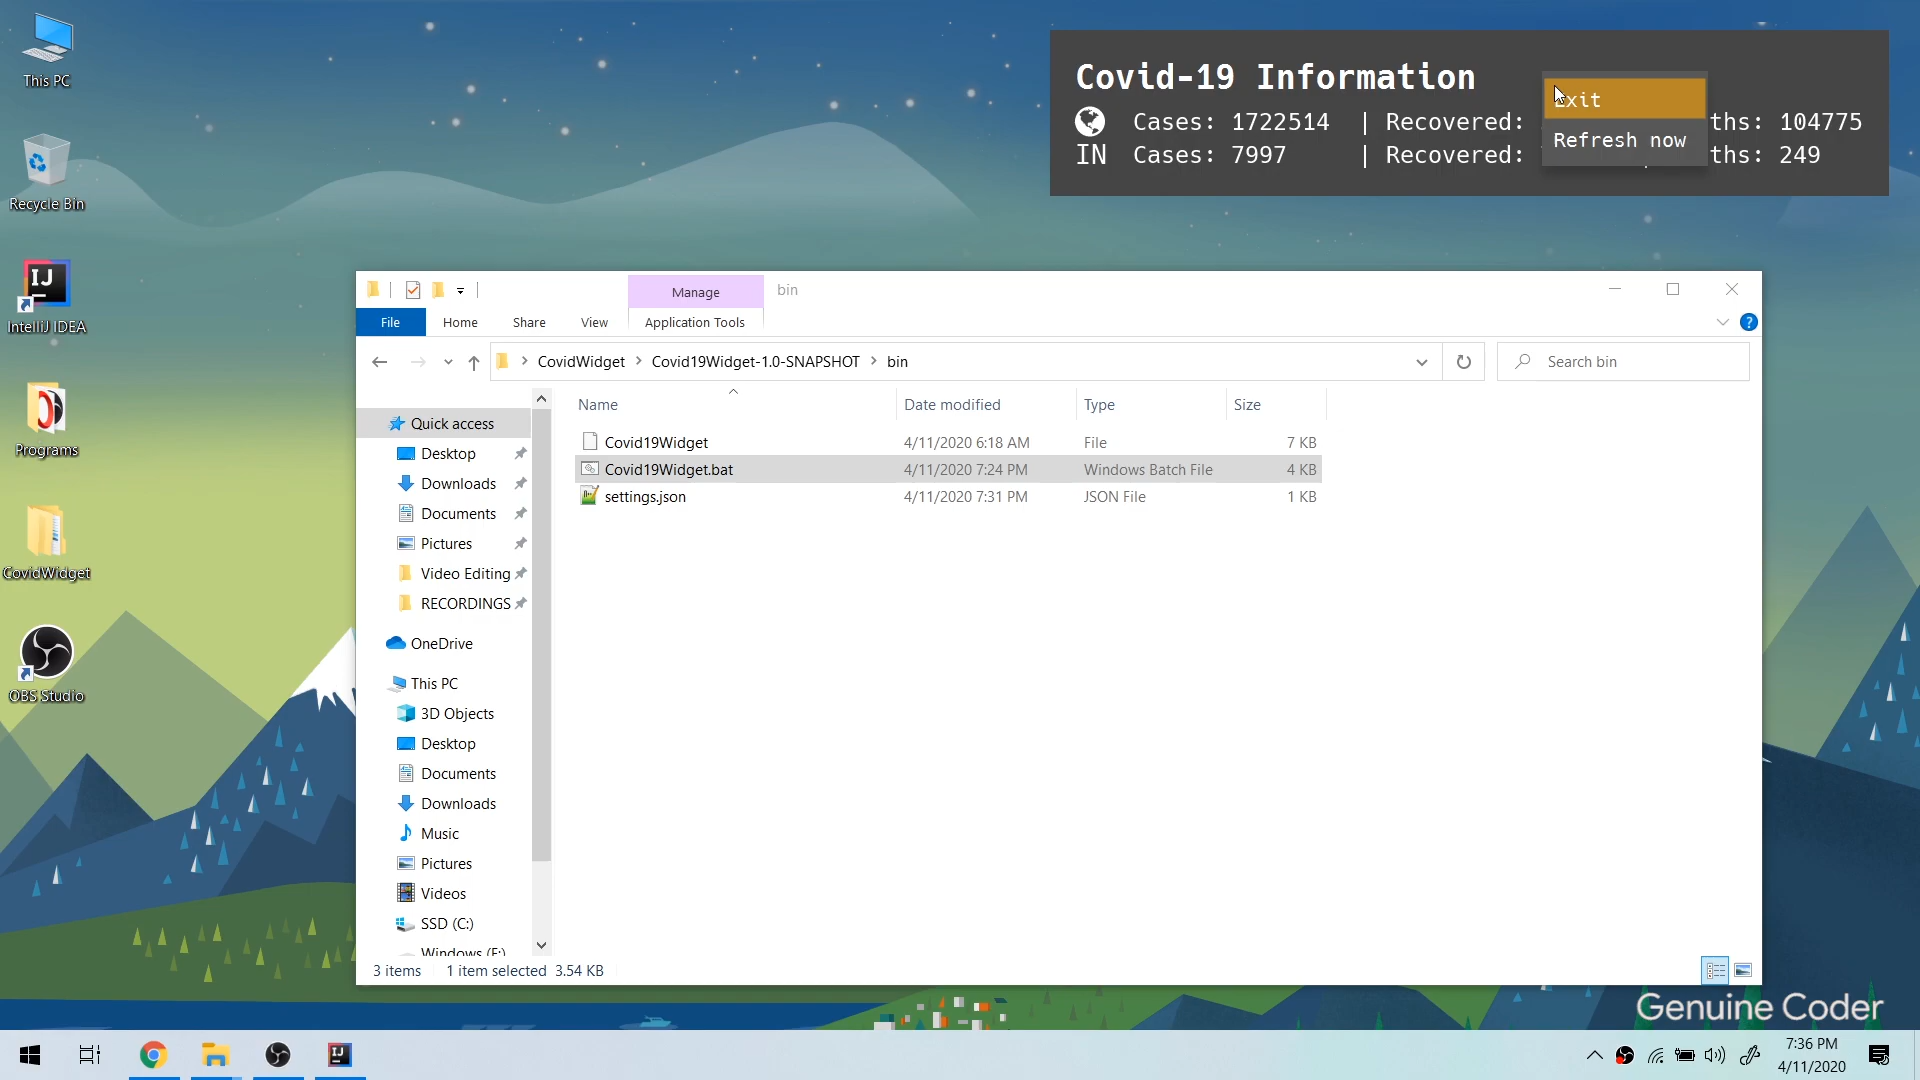 This PC
Recycle Bin
IJ
IntelliJ IDEA
Programs
CovidWidget
OBS Studio
Covid-19 Information
Cases: 1722514 | Recovered: ths: 104775
IN Cases: 7997 | Recovered: ths: 249
Exit
Refresh now
Manage
bin
File
Home
Share
View
Application Tools
?
CovidWidget > Covid19Widget-1.0-SNAPSHOT > bin
Search bin
Name
Date modified
Type
Size
Covid19Widget 4/11/2020 6:18 AM File 7 KB
Covid19Widget.bat 4/11/2020 7:24 PM Windows Batch File 4 KB
settings.json 4/11/2020 7:31 PM JSON File 1 KB
Quick access
Desktop
Downloads
Documents
Pictures
Video Editing
RECORDINGS
OneDrive
This PC
3D Objects
Desktop
Documents
Downloads
Music
Pictures
Videos
SSD (C:)
Windows (E:)
3 items 1 item selected 3.54 KB
Genuine Coder
IJ
7:36 PM
4/11/2020